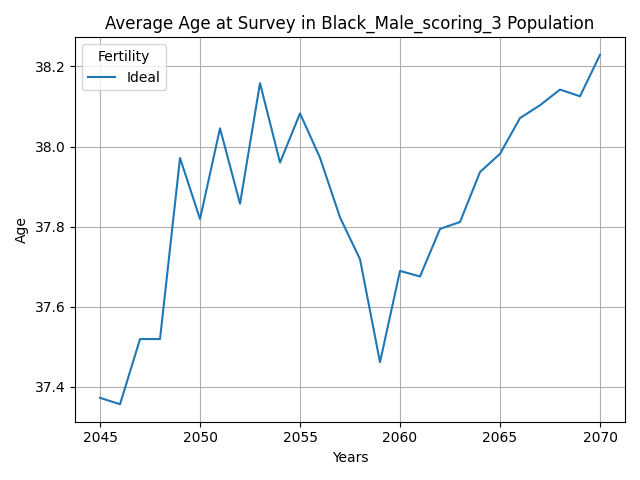 Average Age at Survey in Black_Male_scoring_3 Population
Fertility
Ideal
38.2
38.0
37.8
37.6
37.4
Age
2045 2050 2055 2060 2065 2070
Years